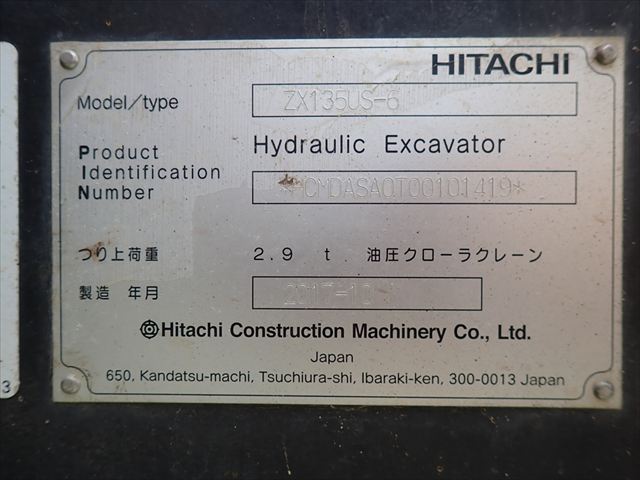 HITACHI
Model/type ZX135US-6
Product Identification Number
Hydraulic Excavator
*HCMDASA0T00101419*
つり上荷重 2.9 t 油圧クローラクレーン
製造 年月 2017-10
Hitachi Construction Machinery Co., Ltd.
Japan
650, Kandatsu-machi, Tsuchiura-shi, Ibaraki-ken, 300-0013 Japan
3